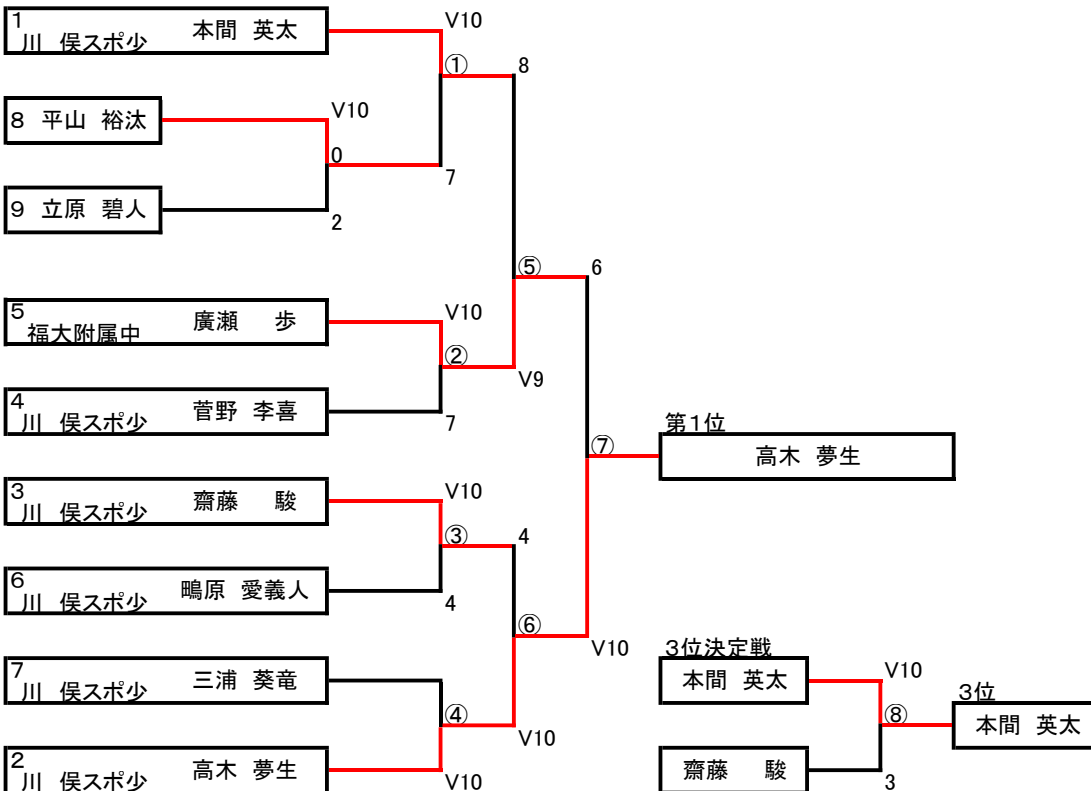 1
川 俣スポ少 本間 英太
V10
① 8
8 平山 裕汰
V10
0
7
9 立原 碧人
2
⑤ 6
5
福大附属中 廣瀬 歩
V10
②
V9
4
川 俣スポ少 菅野 李喜
7
第1位
⑦
高木 夢生
3
川 俣スポ少 齋藤 駿
V10
③ 4
6
川 俣スポ少 鴫原 愛義人
4
⑥
V10
3位決定戦
7
川 俣スポ少 三浦 葵竜
本間 英太
V10
3位
④
V10
⑧
本間 英太
2
川 俣スポ少 高木 夢生
V10
齋藤 駿
3